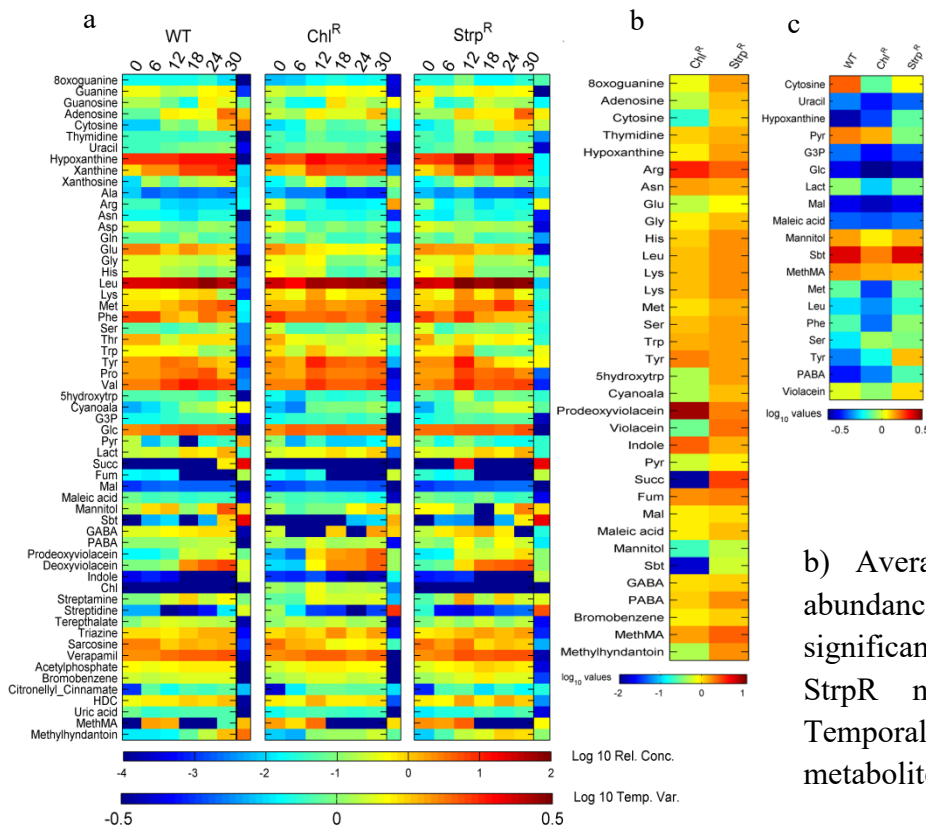 a
WT
Chl^R
Strp^R
0 6 12 18 24 30
0 6 12 18 24 30
0 6 12 18 24 30
8oxoguanine
Guanine
Guanosine
Adenosine
Cytosine
Thymidine
Uracil
Hypoxanthine
Xanthine
Xanthosine
Ala
Arg
Asn
Asp
Gln
Glu
Gly
His
Leu
Lys
Met
Phe
Ser
Thr
Trp
Tyr
Pro
Val
5hydroxytrp
Cyanoala
G3P
Glc
Pyr
Lact
Succ
Fum
Mal
Maleic acid
Mannitol
Sbt
GABA
PABA
Prodeoxyviolacein
Deoxyviolacein
Indole
Chl
Streptamine
Streptidine
Terepthalate
Triazine
Sarcosine
Verapamil
Acetylphosphate
Bromobenzene
Citronellyl_Cinnamate
HDC
Uric acid
MethMA
Methylhyndantoin
-4 -3 -2 -1 0 1 2
Log 10 Rel. Conc.
-0.5 0 0.5
Log 10 Temp. Var.
b
Chl^R
Strp^R
8oxoguanine
Adenosine
Cytosine
Thymidine
Hypoxanthine
Arg
Asn
Glu
Gly
His
Leu
Lys
Lys
Met
Ser
Trp
Tyr
5hydroxytrp
Cyanoala
Prodeoxyviolacein
Violacein
Indole
Pyr
Succ
Fum
Mal
Maleic acid
Mannitol
Sbt
GABA
PABA
Bromobenzene
MethMA
Methylhyndantoin
log10 values
-2 -1 0 1
c
WT
Chl^R
Strp^R
Cytosine
Uracil
Hypoxanthine
Pyr
G3P
Glc
Lact
Mal
Maleic acid
Mannitol
Sbt
MethMA
Met
Leu
Phe
Ser
Tyr
PABA
Violacein
log10 values
-0.5 0 0.5
b) Avera
abundanc
significan
StrpR m
Temporal
metabolit